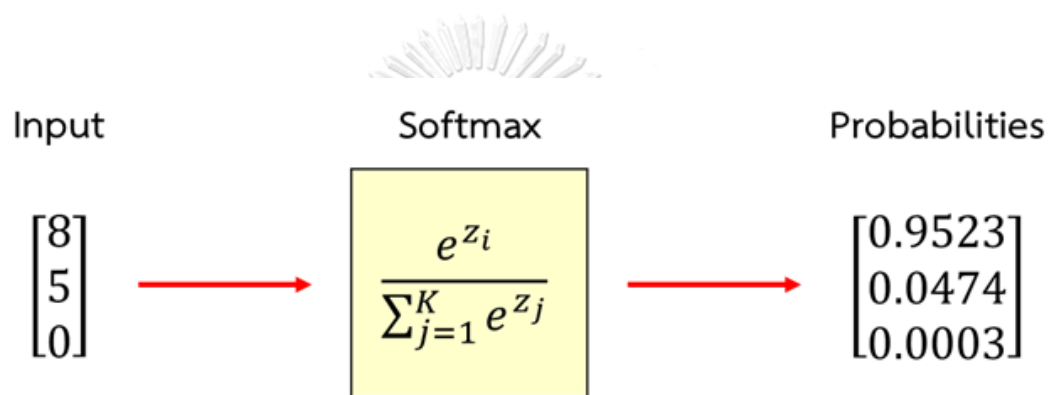 Input Softmax Probabilities
[8 5 0] → e^{z_i} / ∑_{j=1}^{K} e^{z_j} → [0.9523 0.0474 0.0003]